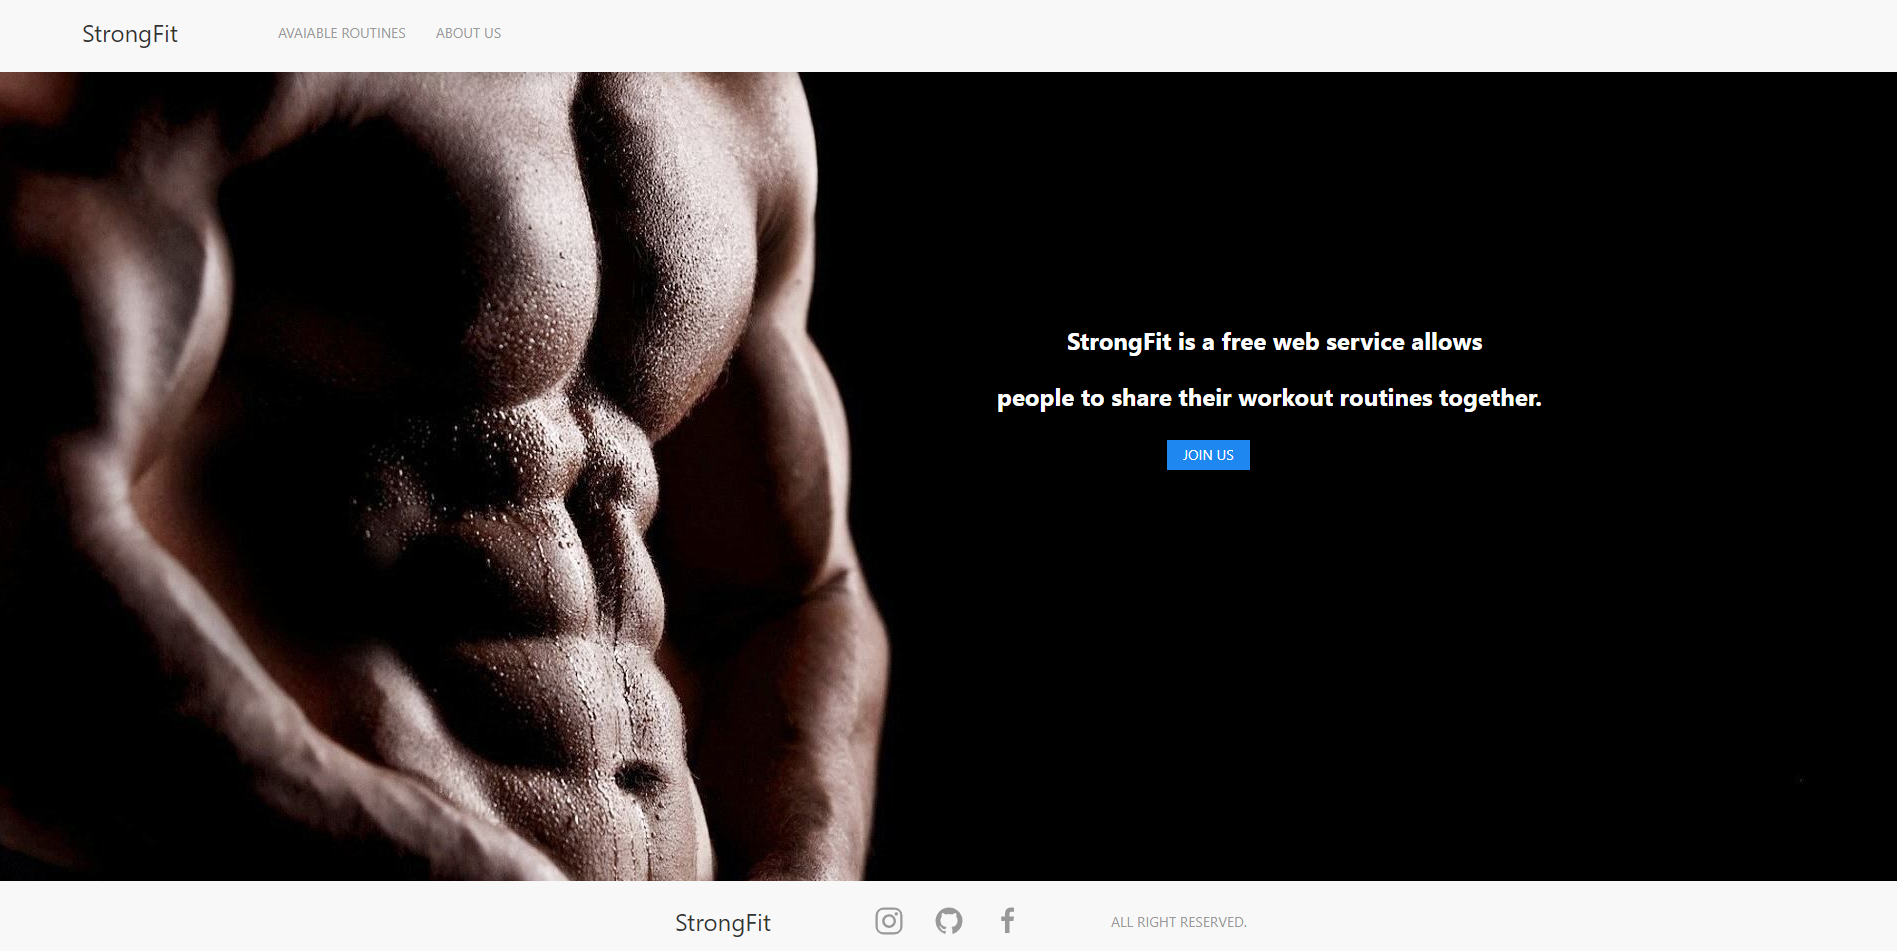 StrongFit
AVAIABLE ROUTINES
ABOUT US
StrongFit is a free web service allows
people to share their workout routines together.
JOIN US
StrongFit
ALL RIGHT RESERVED.